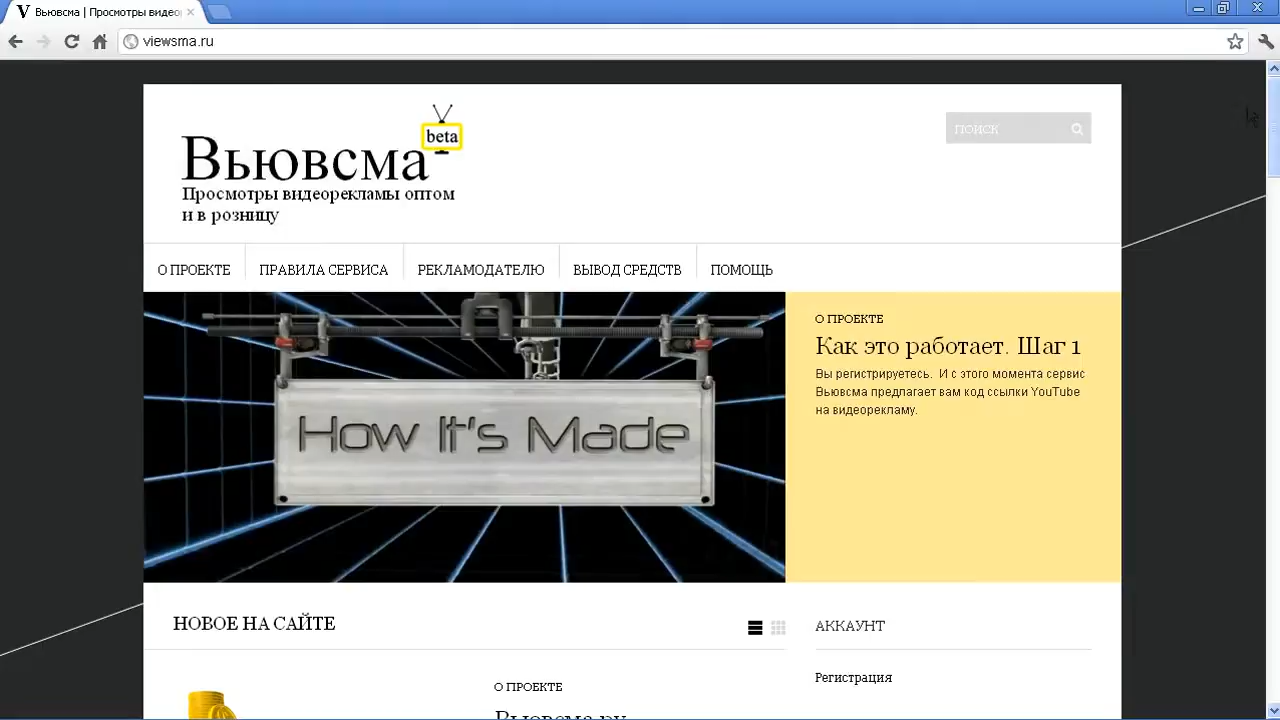 Вьювсма | Просмотры видео
viewsma.ru
beta
Вьювсма
Просмотры видеорекламы оптом
и в розницу
ПОИСК
О ПРОЕКТЕ
ПРАВИЛА СЕРВИСА
РЕКЛАМОДАТЕЛЮ
ВЫВОД СРЕДСТВ
ПОМОЩЬ
How It's Made
О ПРОЕКТЕ
Как это работает. Шаг 1
Вы регистрируетесь. И с этого момента сервис
Вьювсма предлагает вам код ссылки YouTube
на видеорекламу.
НОВОЕ НА САЙТЕ
АККАУНТ
Регистрация
О ПРОЕКТЕ
Вьювсма.ру